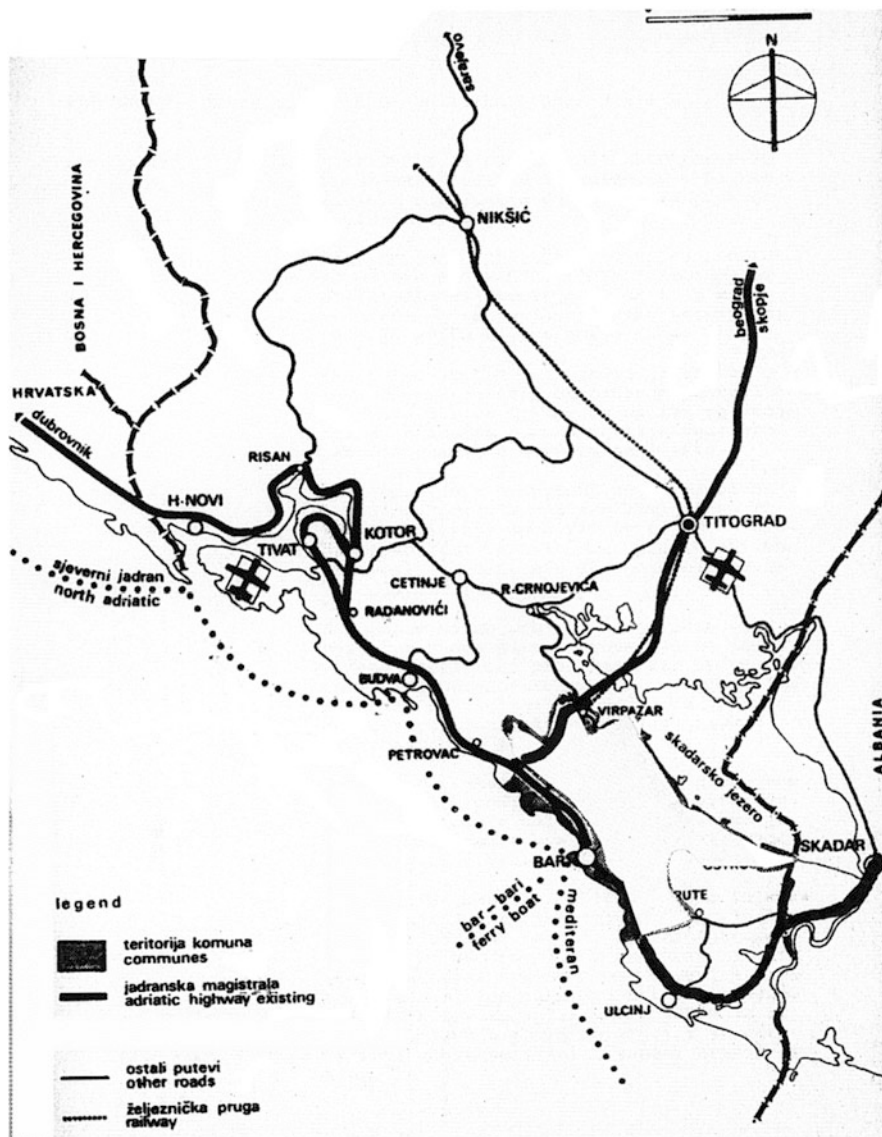 N
sarajevo
NIKŠIĆ
BOSNA I HERCEGOVINA
beograd
skopje
HRVATSKA
dubrovnik
RISAN
H·NOVI
TITOGRAD
KOTOR
TIVAT
sjeverni jadran
north adriatic
CETINJE
R·CRNOJEVIĆA
RADANOVIĆI
BUDVA
VIRPAZAR
PETROVAC
skadarsko jezero
ALBANIA
SKADAR
BAR
bar-bari
ferry boat
mediteran
ULCINJ
legend
teritorija komuna
communes
jadranska magistrala
adriatic highway existing
ostali putevi
other roads
željeznička pruga
railway